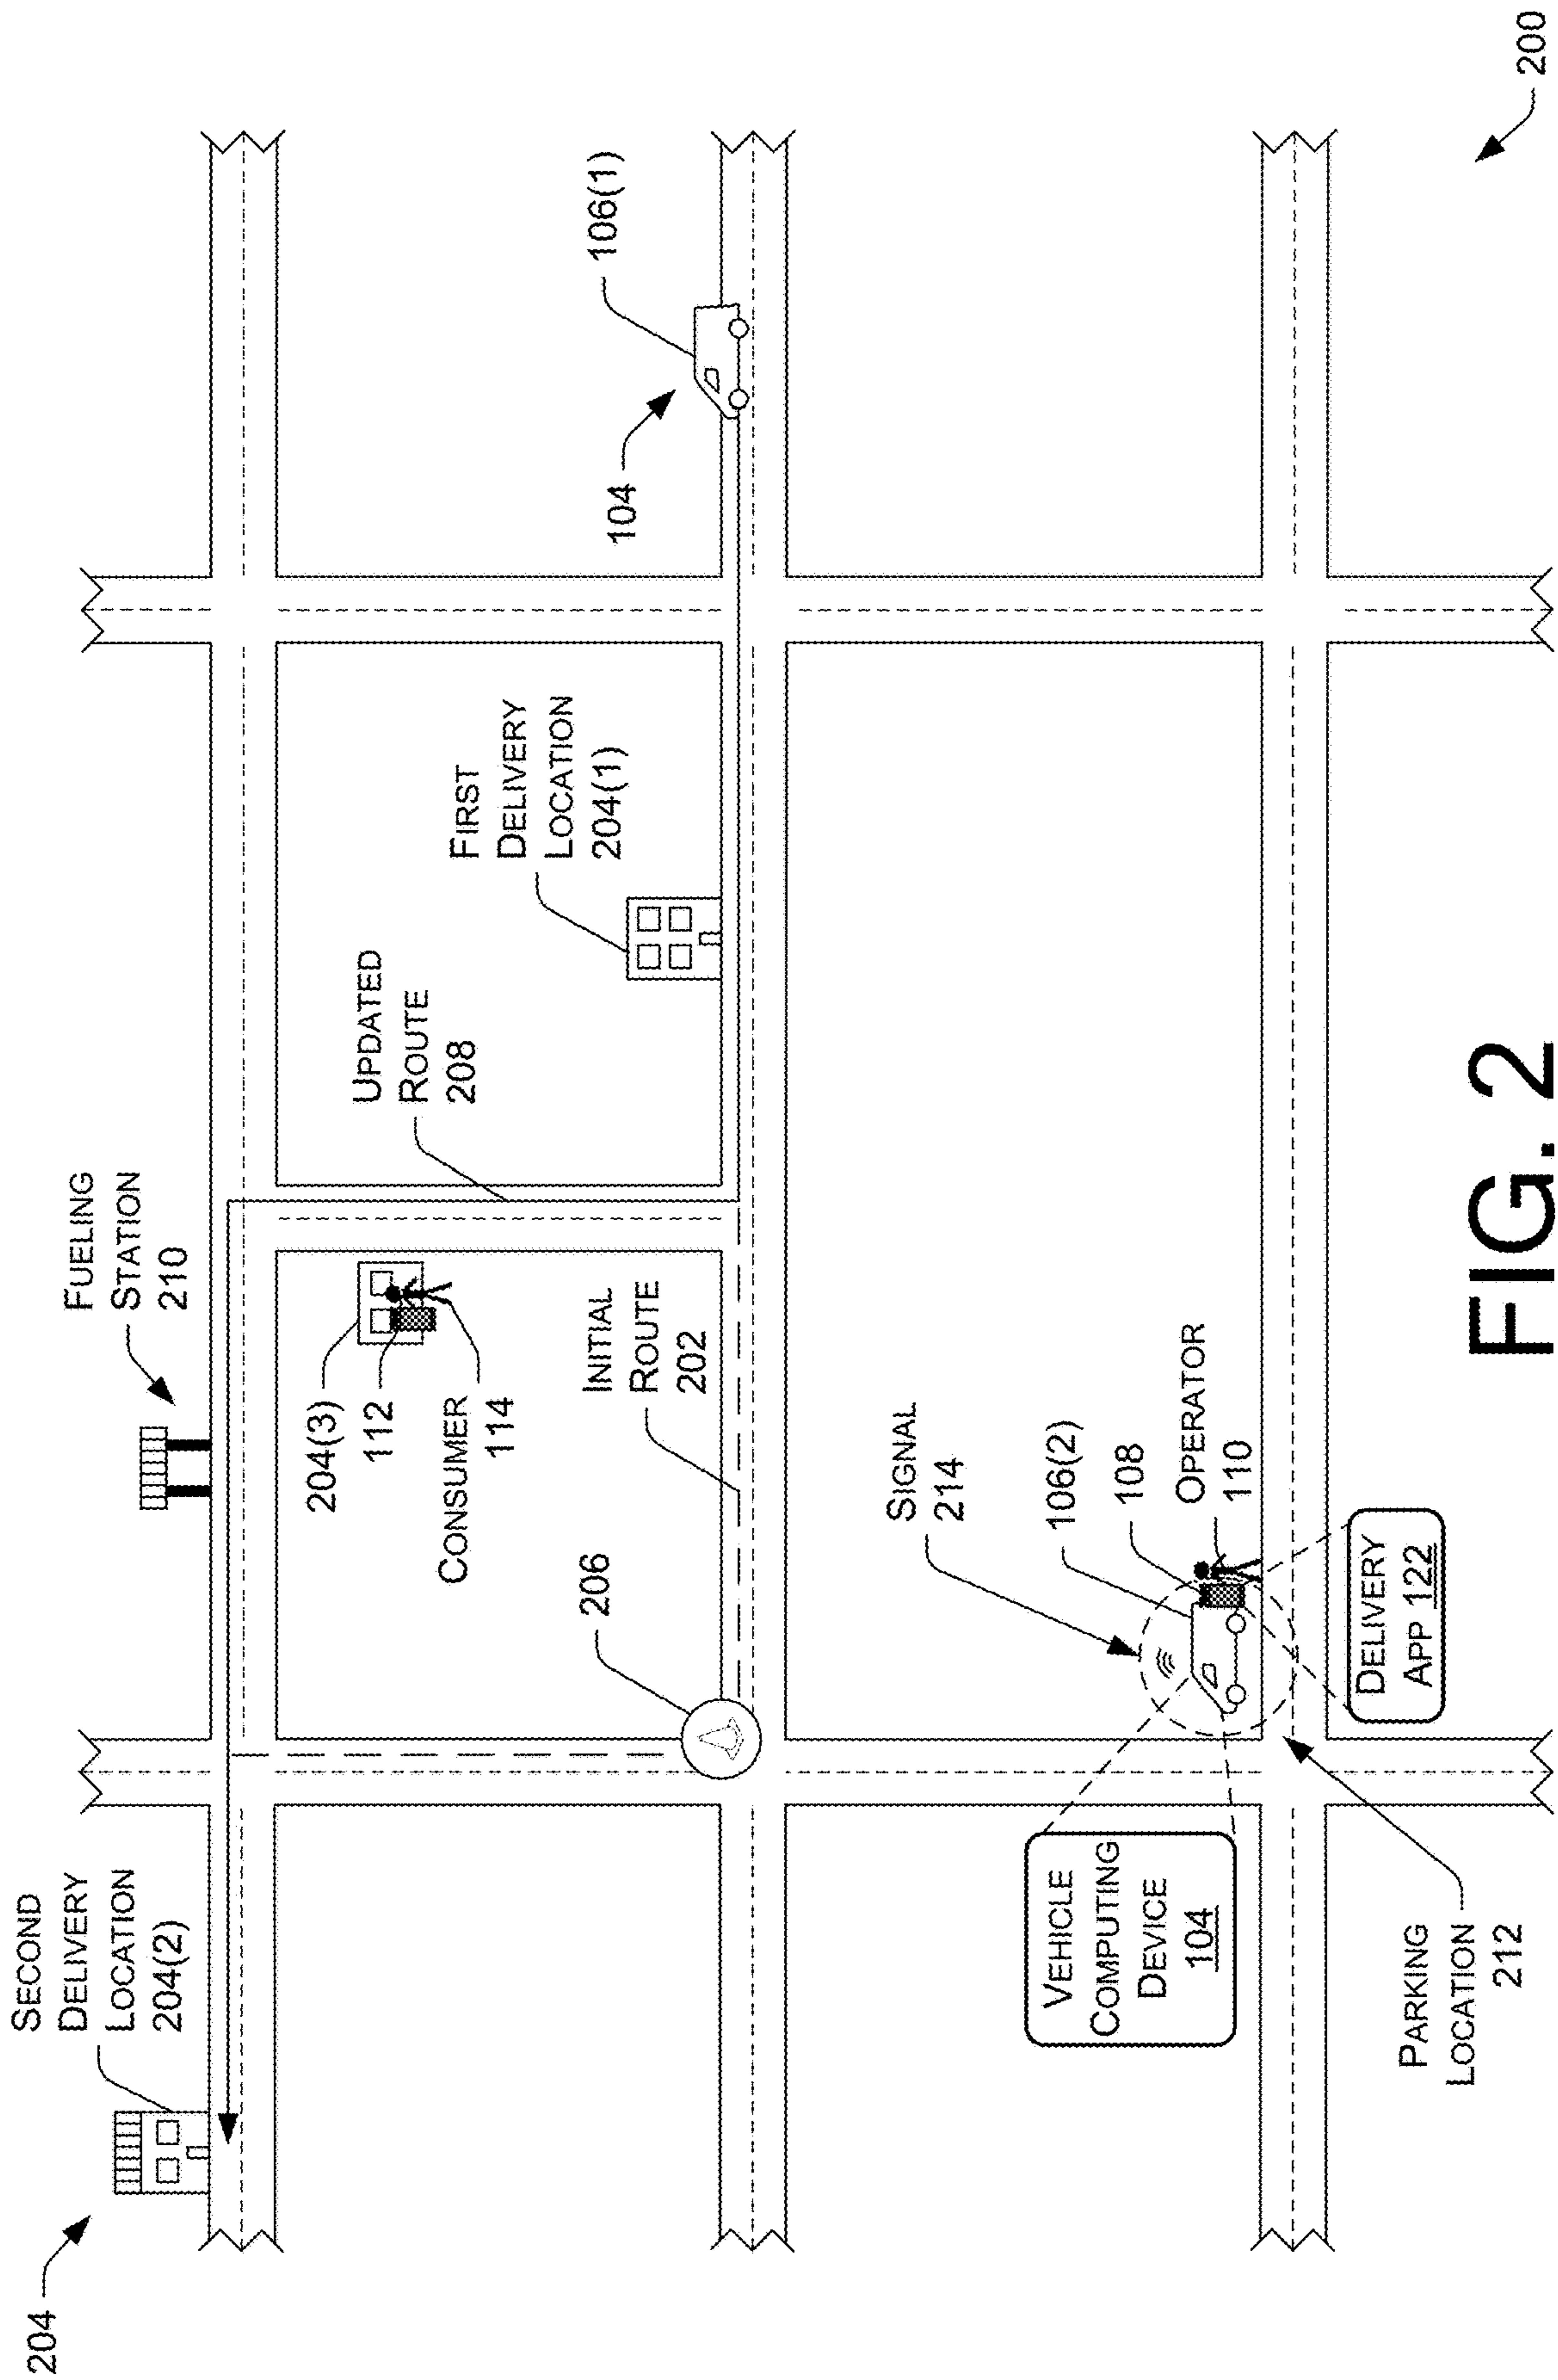 204
SECOND
DELIVERY
LOCATION
204(2)
FUELING
STATION
210
204(3)
112
CONSUMER
114
UPDATED
ROUTE
208
FIRST
DELIVERY
LOCATION
204(1)
104
106(1)
206
INITIAL
ROUTE
202
VEHICLE
COMPUTING
DEVICE
104
SIGNAL
214
106(2)
108
OPERATOR
110
PARKING
LOCATION
212
DELIVERY
APP 122
200
FIG. 2